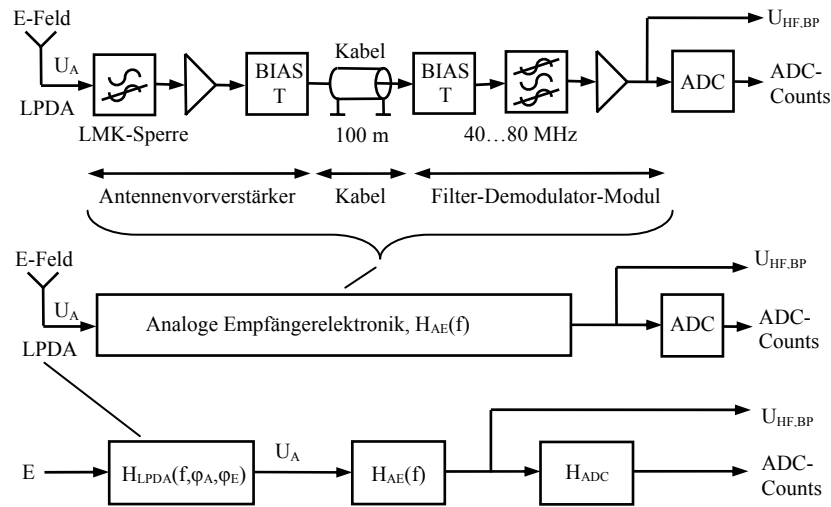 E-Feld
U_A
LPDA
LMK-Sperre
BIAS
T
Kabel
100 m
BIAS
T
40…80 MHz
ADC
U_HF,BP
ADC-
Counts
Antennenvorverstärker
Kabel
Filter-Demodulator-Modul
E-Feld
U_A
LPDA
Analoge Empfängerelektronik, H_AE(f)
ADC
U_HF,BP
ADC-
Counts
E
H_LPDA(f,φ_A,φ_E)
U_A
H_AE(f)
H_ADC
U_HF,BP
ADC-
Counts